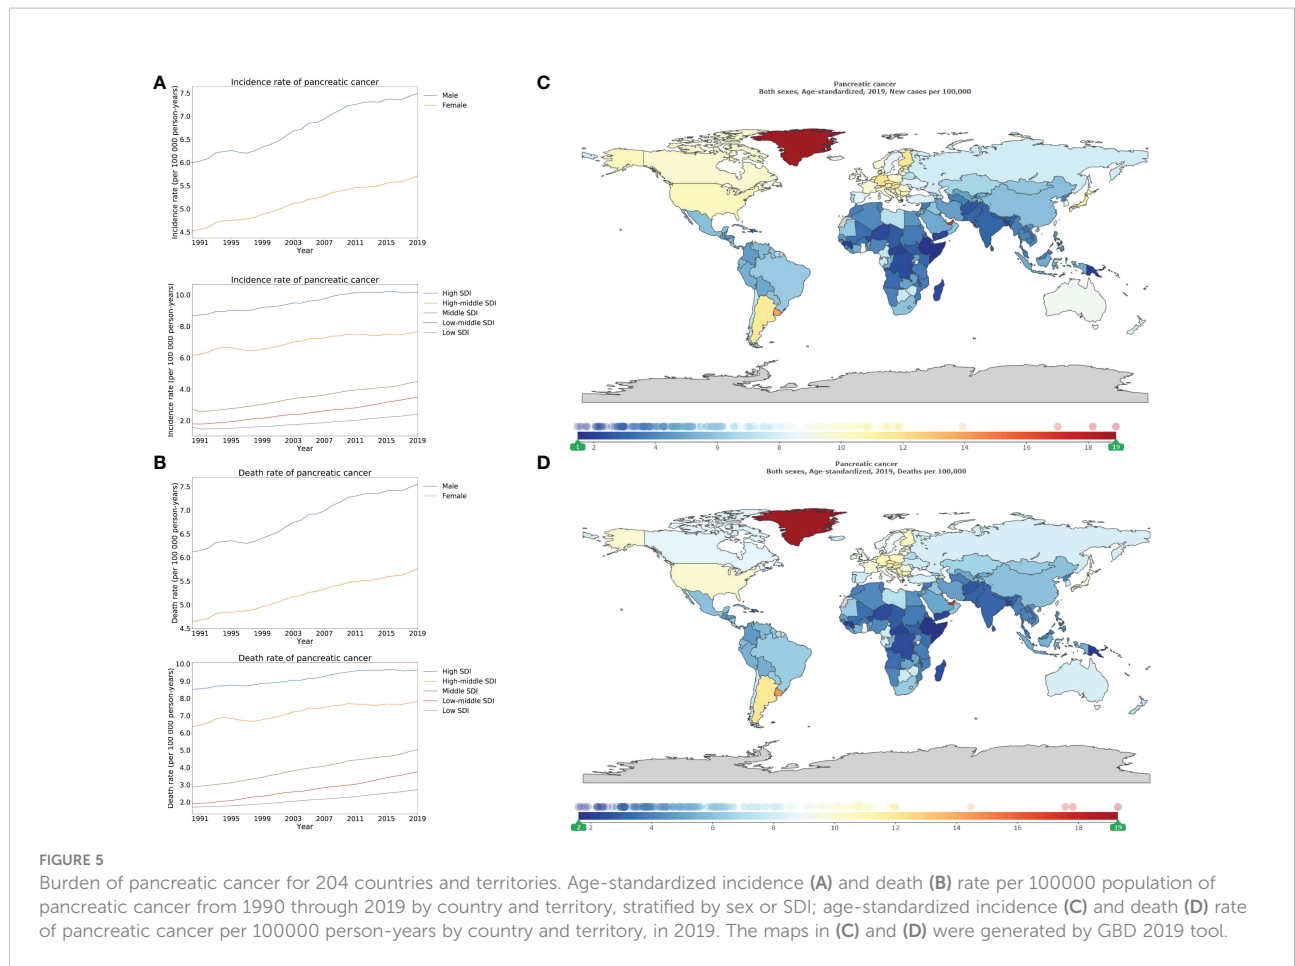 A
Incidence rate of pancreatic cancer
Incidence rate (per 100 000 person-years)
7.5
7.0
6.5
6.0
5.5
5.0
4.5
1991 1995 1999 2003 2007 2011 2015 2019
Year
Male
Female
Incidence rate (per 100 000 person-years)
10.0
8.0
6.0
4.0
2.0
1991 1995 1999 2003 2007 2011 2015 2019
Year
High SDI
High-middle SDI
Middle SDI
Low-middle SDI
Low SDI
B
Death rate of pancreatic cancer
Death rate (per 100 000 person-years)
7.5
7.0
6.5
6.0
5.5
5.0
4.5
1991 1995 1999 2003 2007 2011 2015 2019
Year
Male
Female
Death rate of pancreatic cancer
Death rate (per 100 000 person-years)
10.0
9.0
8.0
7.0
6.0
5.0
4.0
3.0
2.0
1991 1995 1999 2003 2007 2011 2015 2019
Year
High SDI
High-middle SDI
Middle SDI
Low-middle SDI
Low SDI
C
Pancreatic cancer
Both sexes, Age-standardized, 2019, New cases per 100,000
1 2 4 6 8 10 12 14 16 18 19
D
Pancreatic cancer
Both sexes, Age-standardized, 2019, Deaths per 100,000
2 2 4 6 8 10 12 14 16 18 19
FIGURE 5
Burden of pancreatic cancer for 204 countries and territories. Age-standardized incidence (A) and death (B) rate per 100000 population of
pancreatic cancer from 1990 through 2019 by country and territory, stratified by sex or SDI; age-standardized incidence (C) and death (D) rate
of pancreatic cancer per 100000 person-years by country and territory, in 2019. The maps in (C) and (D) were generated by GBD 2019 tool.